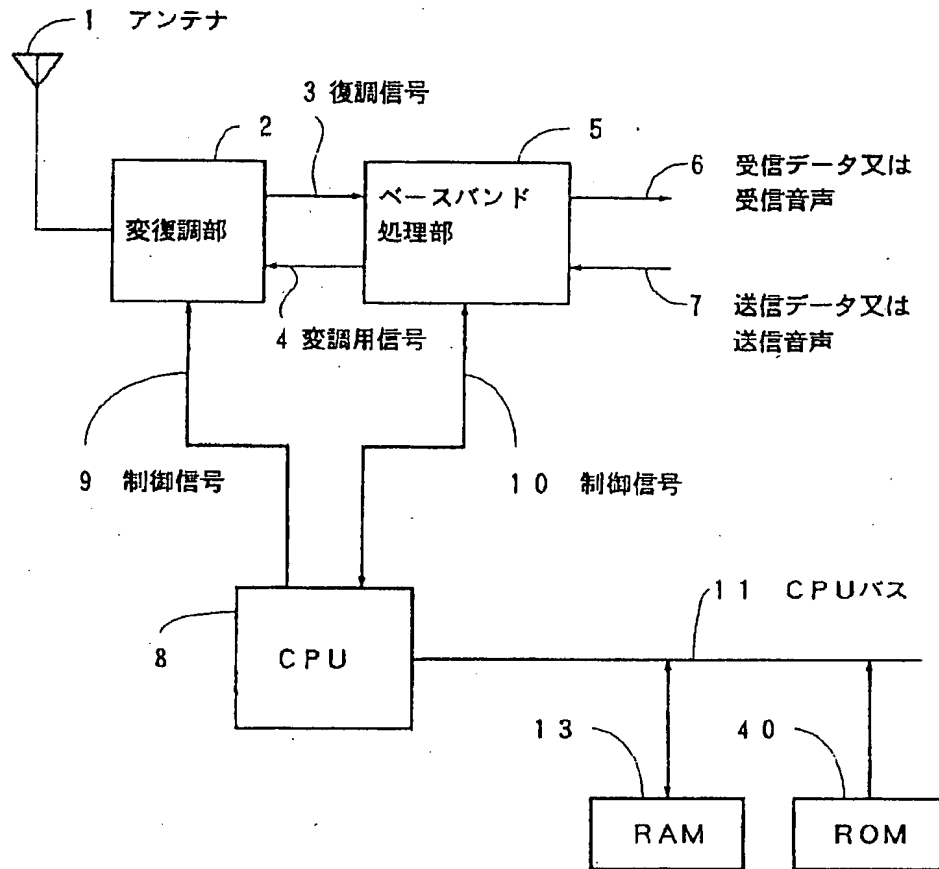 1 アンテナ
3 復調信号
2
5
変復調部
ベースバンド
処理部
6 受信データ又は
受信音声
4 変調用信号
7 送信データ又は
送信音声
9 制御信号
10 制御信号
11 CPUバス
8
CPU
13
40
RAM
ROM